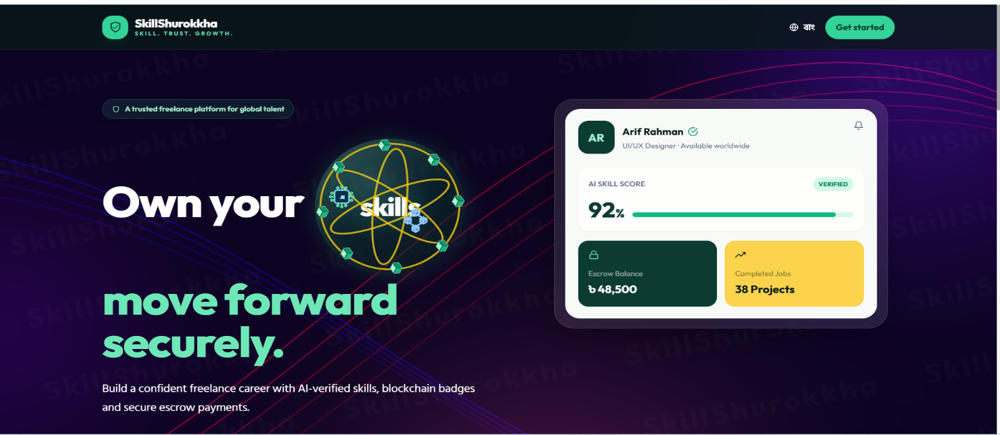 SkillShurokkha
SKILL. TRUST. GROWTH.
বাং
Get started
A trusted freelance platform for global talent
Own your skills
AI
move forward
securely.
Build a confident freelance career with AI-verified skills, blockchain badges
and secure escrow payments.
AR
Arif Rahman
UI/UX Designer · Available worldwide
AI SKILL SCORE
VERIFIED
92%
Escrow Balance
৳ 48,500
Completed Jobs
38 Projects
SkillShurokkha